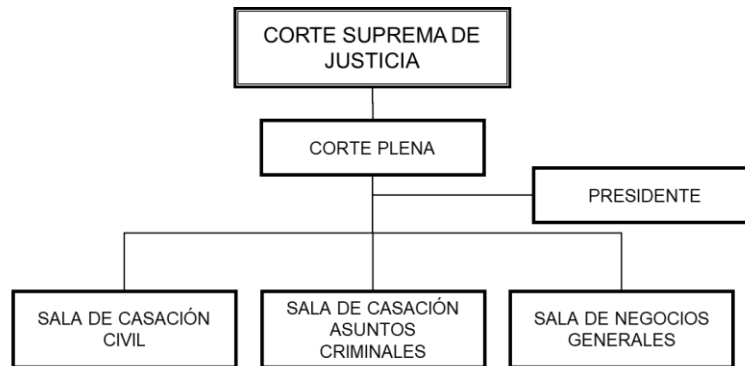 CORTE SUPREMA DE
JUSTICIA
CORTE PLENA
PRESIDENTE
SALA DE CASACIÓN
CIVIL
SALA DE CASACIÓN
ASUNTOS
CRIMINALES
SALA DE NEGOCIOS
GENERALES